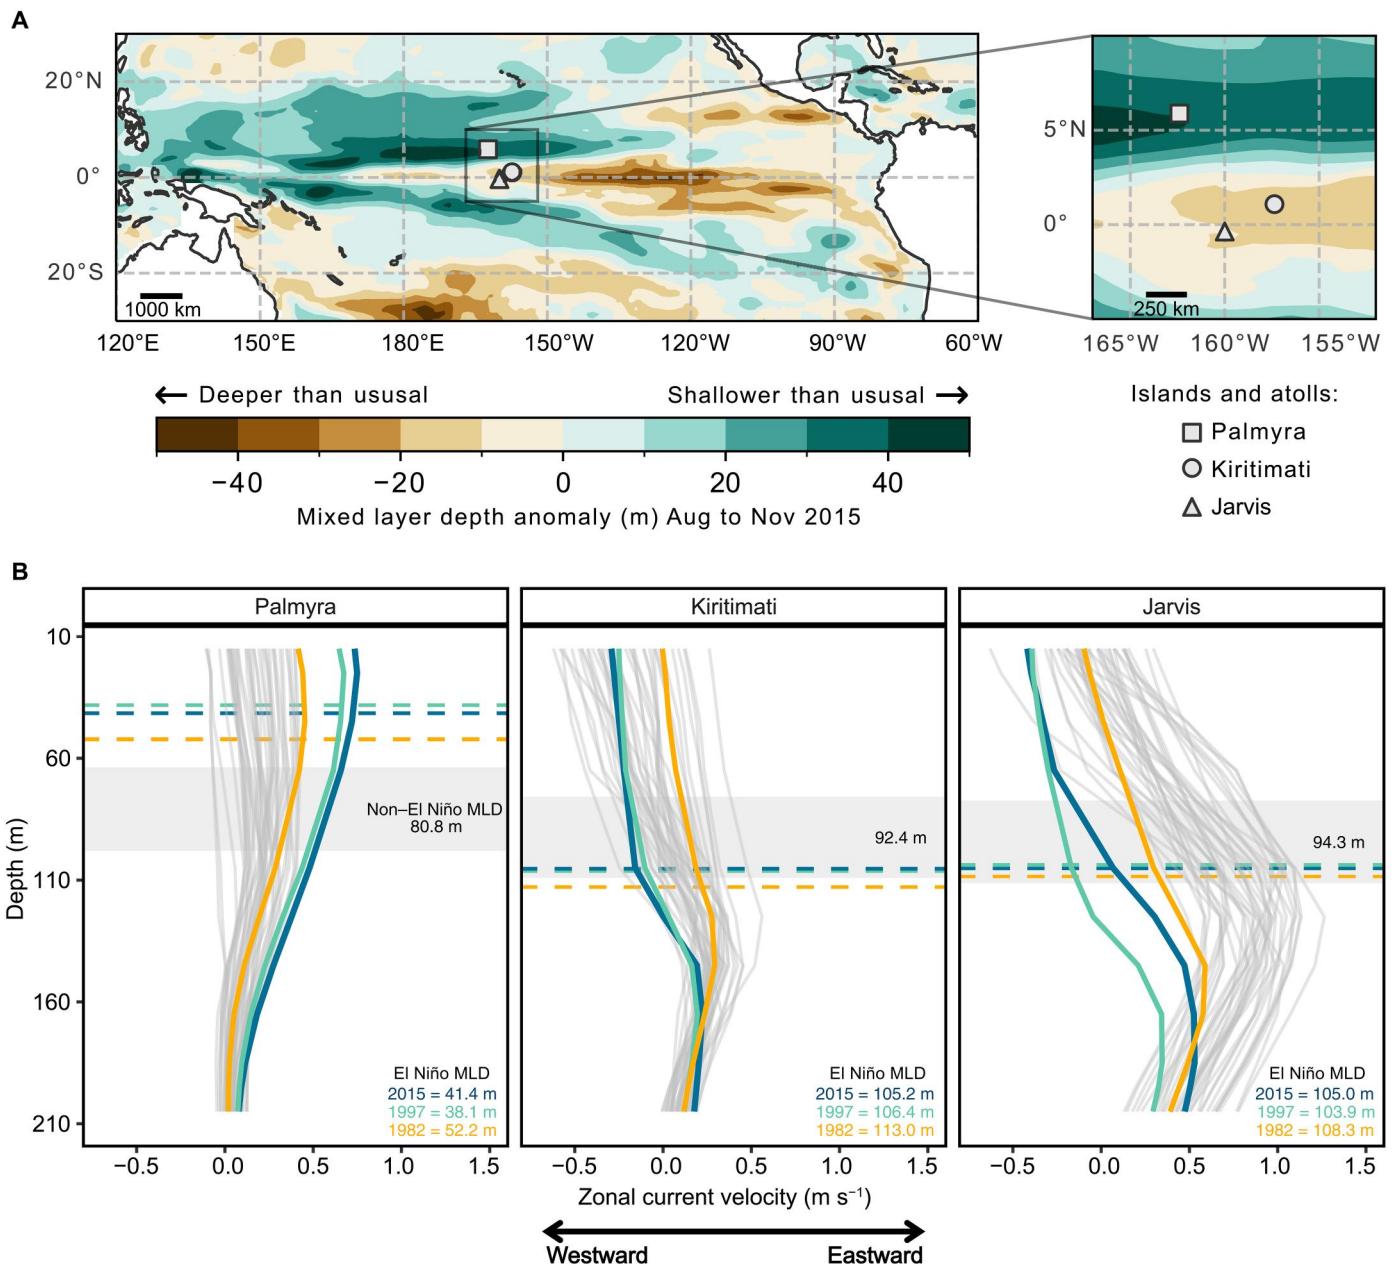 A
20°N
0°
20°S
1000 km
120°E 150°E 180°E 150°W 120°W 90°W 60°W
5°N
0°
250 km
165°W 160°W 155°W
← Deeper than ususal Shallower than ususal →
−40 −20 0 20 40
Mixed layer depth anomaly (m) Aug to Nov 2015
Islands and atolls:
Palmyra
Kiritimati
Jarvis
B
Palmyra Kiritimati Jarvis
Depth (m)
10
60
110
160
210
Non–El Niño MLD
80.8 m
92.4 m
94.3 m
El Niño MLD
2015 = 41.4 m
1997 = 38.1 m
1982 = 52.2 m
El Niño MLD
2015 = 105.2 m
1997 = 106.4 m
1982 = 113.0 m
El Niño MLD
2015 = 105.0 m
1997 = 103.9 m
1982 = 108.3 m
−0.5 0.0 0.5 1.0 1.5 −0.5 0.0 0.5 1.0 1.5 −0.5 0.0 0.5 1.0 1.5
Zonal current velocity (m s⁻¹)
Westward Eastward